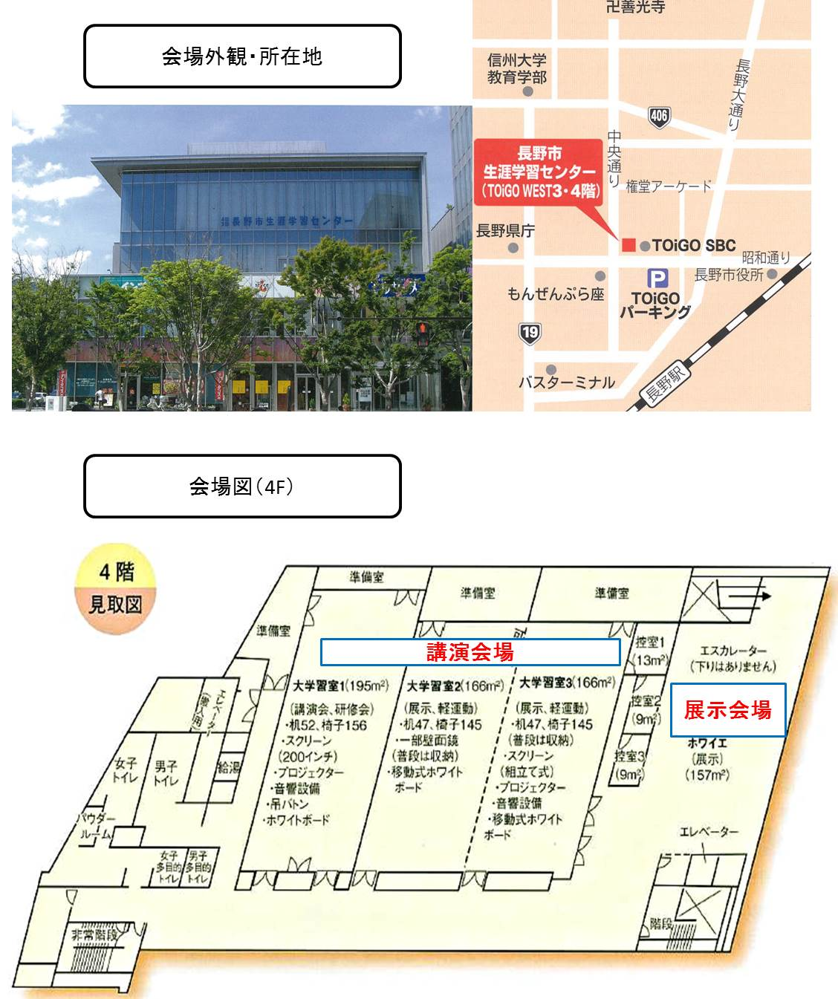 会場外観・所在地
卍善光寺
信州大学
教育学部
長野大通り
406
中央通り
長野市
生涯学習センター
（TOiGO WEST3・4階）
権堂アーケード
長野県庁
TOiGO SBC
昭和通り
長野市役所
もんぜんぷら座
P
TOiGO
パーキング
19
バスターミナル
長野駅
長野市生涯学習センター
会場図（4F）
４階
見取図
準備室
準備室
準備室
準備室
講演会場
控室1
(13m²)
エスカレーター
(下りはありません)
大学習室1(195m²)
(講演会、研修会)
・机52、椅子156
・スクリーン
(200インチ)
・プロジェクター
・音響設備
・吊バトン
・ホワイトボード
大学習室2(166m²)
(展示、軽運動)
・机47、椅子145
・一部壁面鏡
(普段は収納)
・移動式ホワイト
ボード
大学習室3(166m²)
(展示、軽運動)
・机47、椅子145
(普段は収納)
・スクリーン
(組立て式)
・プロジェクター
・音響設備
・移動式ホワイト
ボード
控室2
(9m²)
控室3
(9m²)
展示会場
ホワイエ
(展示)
(157m²)
エレベーター
(搬入用)
給湯
女子
トイレ
男子
トイレ
パウダー
ルーム
女子
多目的
トイレ
男子
多目的
トイレ
エレベーター
階段
非常階段